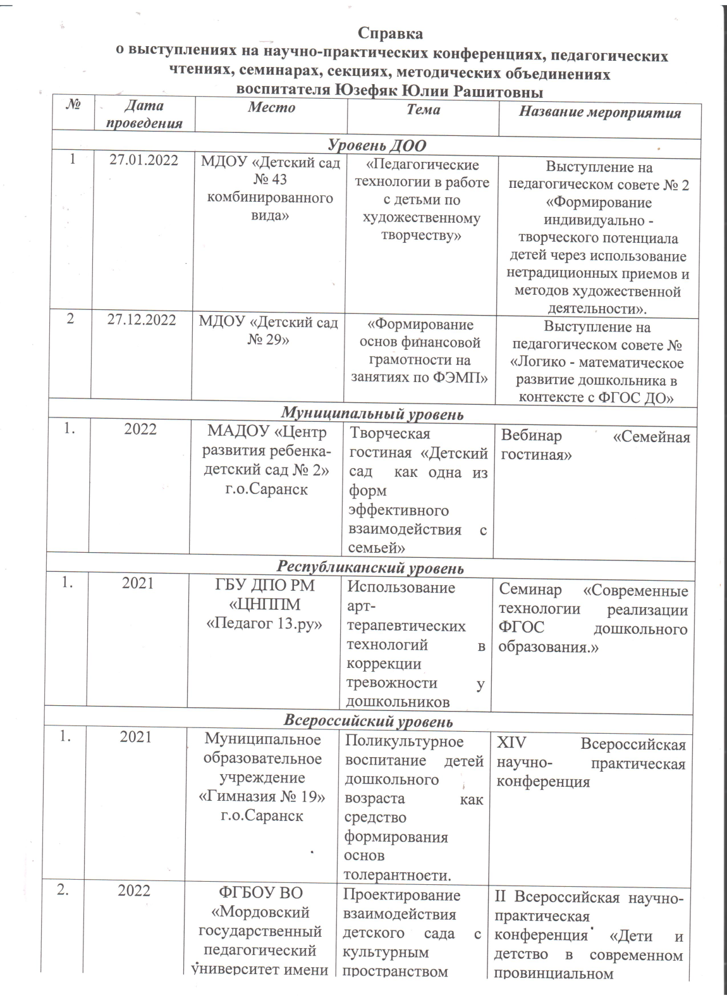 Справка
о выступлениях на научно-практических конференциях, педагогических
чтениях, семинарах, секциях, методических объединениях
воспитателя Юзефяк Юлии Рашитовны
№
Дата
проведения
Место
Тема
Название мероприятия
Уровень ДОО
1
27.01.2022
МДОУ «Детский сад
№ 43
комбинированного
вида»
«Педагогические
технологии в работе
с детьми по
художественному
творчеству»
Выступление на
педагогическом совете № 2
«Формирование
индивидуально -
творческого потенциала
детей через использование
нетрадиционных приемов и
методов художественной
деятельности».
2
27.12.2022
МДОУ «Детский сад
№ 29»
«Формирование
основ финансовой
грамотности на
занятиях по ФЭМП»
Выступление на
педагогическом совете №
«Логико - математическое
развитие дошкольника в
контексте с ФГОС ДО»
Муниципальный уровень
1.
2022
МАДОУ «Центр
развития ребенка-
детский сад № 2»
г.о.Саранск
Творческая
гостиная «Детский
сад как одна из
форм
эффективного
взаимодействия с
семьей»
Вебинар «Семейная
гостиная»
Республиканский уровень
1.
2021
ГБУ ДПО РМ
«ЦНППМ
«Педагог 13.ру»
Использование
арт-
терапевтических
технологий в
коррекции
тревожности у
дошкольников
Семинар «Современные
технологии реализации
ФГОС дошкольного
образования.»
Всероссийский уровень
1.
2021
Муниципальное
образовательное
учреждение
«Гимназия № 19»
г.о.Саранск
Поликультурное
воспитание детей
дошкольного
возраста как
средство
формирования
основ
толерантности.
XIV Всероссийская
научно- практическая
конференция
2.
2022
ФГБОУ ВО
«Мордовский
государственный
педагогический
университет имени
Проектирование
взаимодействия
детского сада с
культурным
пространством
II Всероссийская научно-
практическая
конференция «Дети и
детство в современном
провинциальном